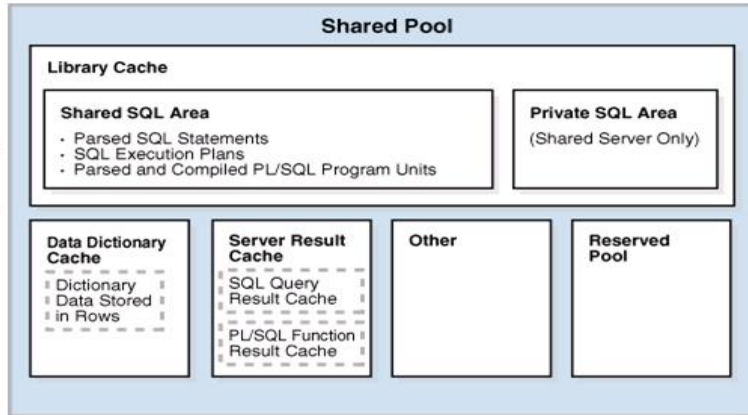 Shared Pool
Library Cache
Shared SQL Area
· Parsed SQL Statements
· SQL Execution Plans
· Parsed and Compiled PL/SQL Program Units
Private SQL Area
(Shared Server Only)
Data Dictionary
Cache
Dictionary
Data Stored
in Rows
Server Result
Cache
SQL Query
Result Cache
PL/SQL Function
Result Cache
Other
Reserved
Pool